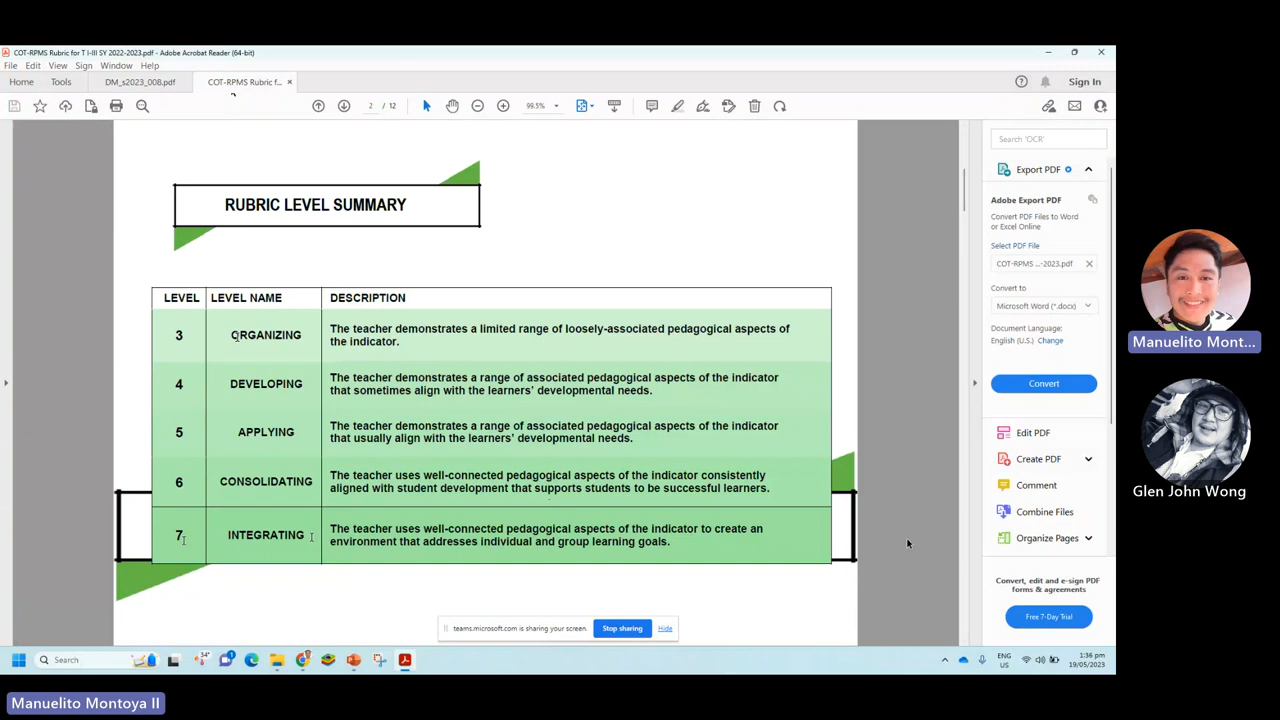 COT-RPMS Rubric for T I-III SY 2022-2023.pdf - Adobe Acrobat Reader (64-bit)
File Edit View Sign Window Help
Home Tools DM_s2023_008.pdf COT-RPMS Rubric f... × Sign In
2 / 12 99.5%
RUBRIC LEVEL SUMMARY
LEVEL LEVEL NAME DESCRIPTION
3 ORGANIZING The teacher demonstrates a limited range of loosely-associated pedagogical aspects of
the indicator.
4 DEVELOPING The teacher demonstrates a range of associated pedagogical aspects of the indicator
that sometimes align with the learners' developmental needs.
5 APPLYING The teacher demonstrates a range of associated pedagogical aspects of the indicator
that usually align with the learners' developmental needs.
6 CONSOLIDATING The teacher uses well-connected pedagogical aspects of the indicator consistently
aligned with student development that supports students to be successful learners.
7 INTEGRATING The teacher uses well-connected pedagogical aspects of the indicator to create an
environment that addresses individual and group learning goals.
Search 'OCR'
Export PDF
Adobe Export PDF
Convert PDF Files to Word
or Excel Online
Select PDF File
COT-RPMS ...-2023.pdf
Convert to
Microsoft Word (*.docx)
Document Language:
English (U.S.) Change
Convert
Edit PDF
Create PDF
Comment
Combine Files
Organize Pages
Convert, edit and e-sign PDF
forms & agreements
Free 7-Day Trial
teams.microsoft.com is sharing your screen. Stop sharing Hide
Search
34°
ENG
US
1:36 pm
19/05/2023
Manuelito Mont...
Glen John Wong
Manuelito Montoya II